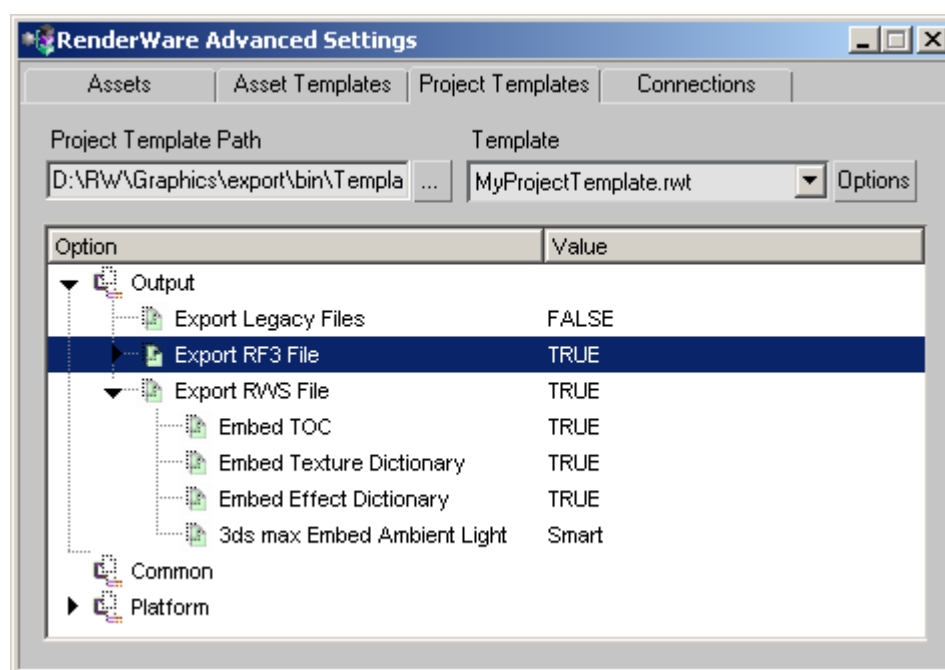 RenderWare Advanced Settings
Assets Asset Templates Project Templates Connections
Project Template Path Template
D:\RW\Graphics\export\bin\Templa ... MyProjectTemplate.rwt Options
Option Value
Output
Export Legacy Files FALSE
Export RF3 File TRUE
Export RWS File TRUE
Embed TOC TRUE
Embed Texture Dictionary TRUE
Embed Effect Dictionary TRUE
3ds max Embed Ambient Light Smart
Common
Platform